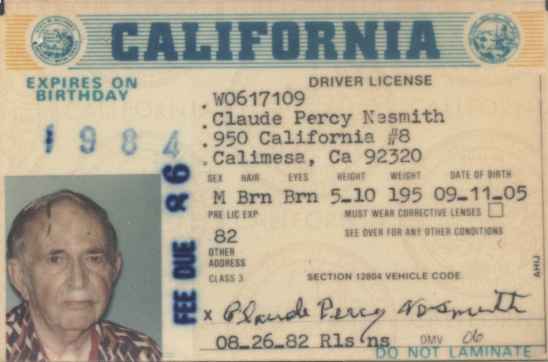 CALIFORNIA
EXPIRES ON BIRTHDAY
1984
DRIVER LICENSE
W0617109
Claude Percy Nesmith
950 California #8
Calimesa, Ca 92320
SEX HAIR EYES HEIGHT WEIGHT DATE OF BIRTH
M Brn Brn 5-10 195 09-11-05
PRE LIC EXP MUST WEAR CORRECTIVE LENSES
82 SEE OVER FOR ANY OTHER CONDITIONS
OTHER ADDRESS
CLASS 3 SECTION 12804 VEHICLE CODE
AHIJ
FEE DUE 86
X Claude Percy Nesmith
08-26-82 Rls ns DMV 06
DO NOT LAMINATE